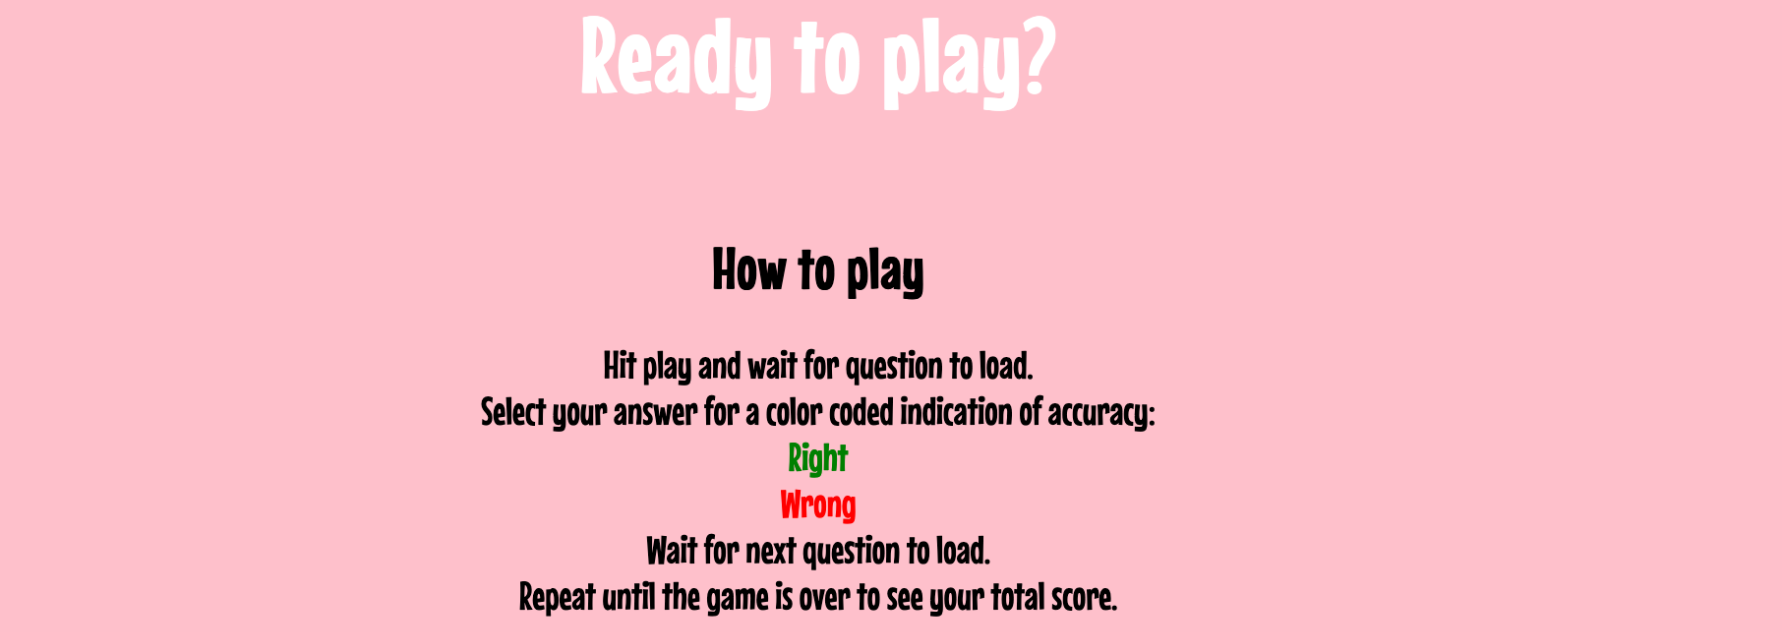 Ready to play?
How to play
Hit play and wait for question to load.
Select your answer for a color coded indication of accuracy:
Right
Wrong
Wait for next question to load.
Repeat until the game is over to see your total score.